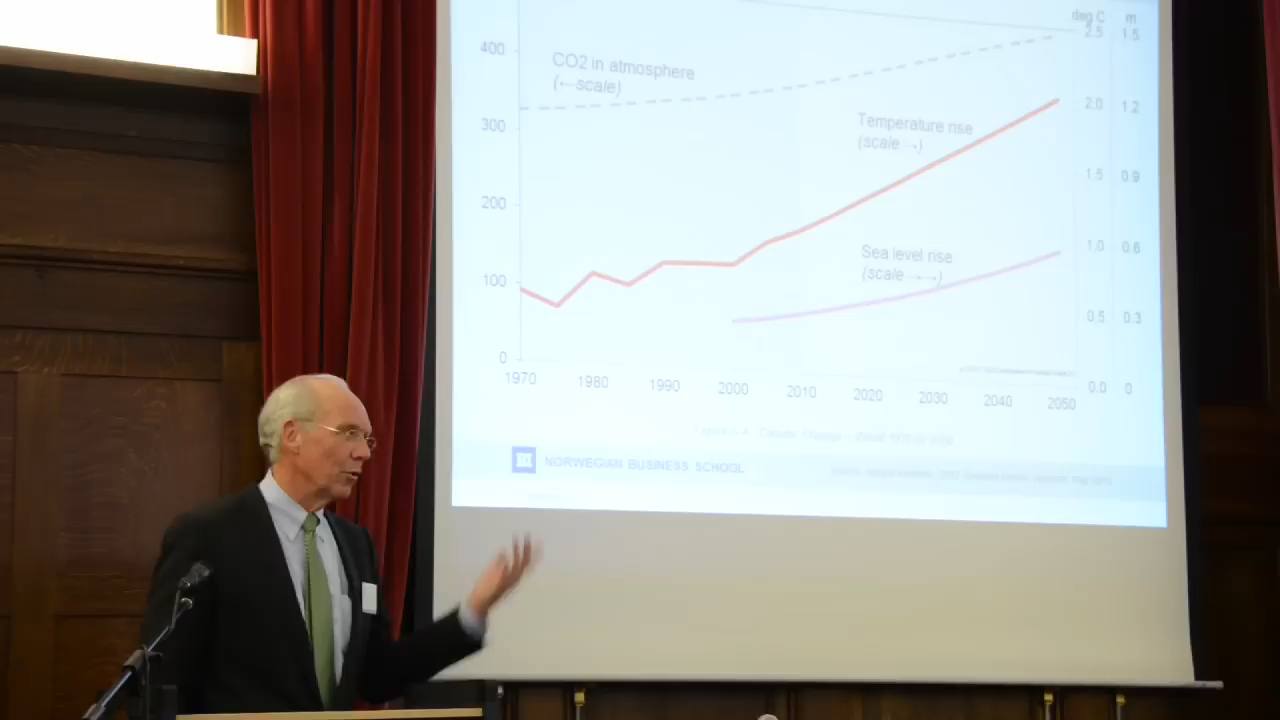 deg C m
2.5 1.5
400
CO2 in atmosphere
(←scale)
2.0 1.2
Temperature rise
(scale →)
300
1.5 0.9
200
Sea level rise
(scale →→)
1.0 0.6
100
0.5 0.3
0
1970 1980 1990 2000 2010 2020 2030 2040 2050
0.0 0
NORWEGIAN BUSINESS SCHOOL